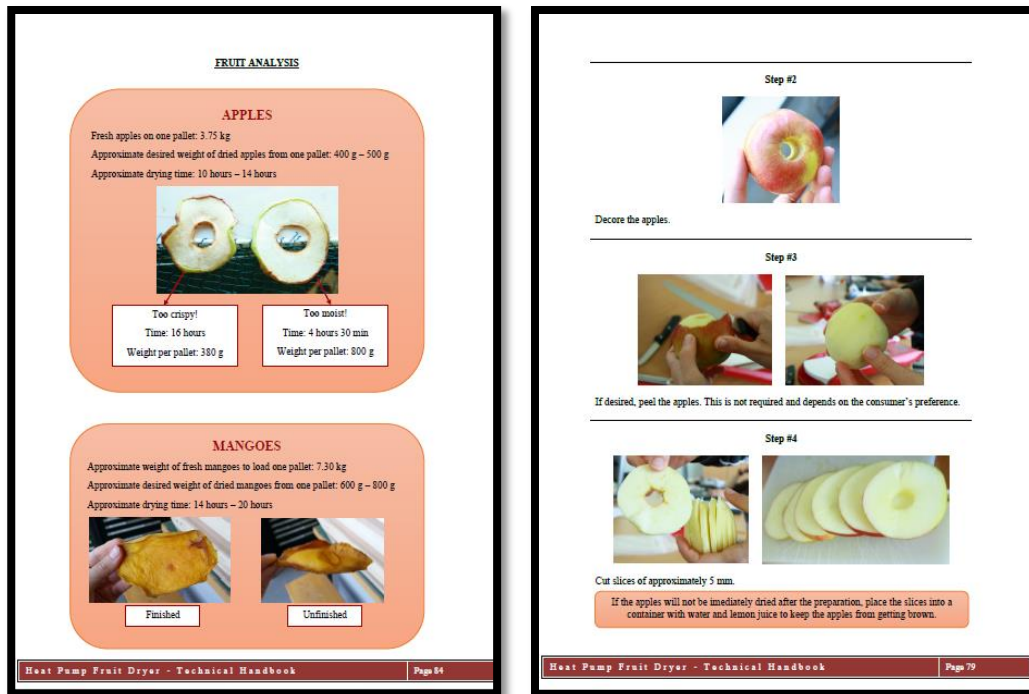 FRUIT ANALYSIS
APPLES
Fresh apples on one pallet: 3.75 kg
Approximate desired weight of dried apples from one pallet: 400 g – 500 g
Approximate drying time: 10 hours – 14 hours
Too crispy!
Time: 16 hours
Weight per pallet: 380 g
Too moist!
Time: 4 hours 30 min
Weight per pallet: 800 g
MANGOES
Approximate weight of fresh mangoes to load one pallet: 7.30 kg
Approximate desired weight of dried mangoes from one pallet: 600 g – 800 g
Approximate drying time: 14 hours – 20 hours
Finished
Unfinished
Heat Pump Fruit Dryer - Technical Handbook
Page 84
Step #2
Decore the apples.
Step #3
If desired, peel the apples. This is not required and depends on the consumer's preference.
Step #4
Cut slices of approximately 5 mm.
If the apples will not be imediately dried after the preparation, place the slices into a
container with water and lemon juice to keep the apples from getting brown.
Heat Pump Fruit Dryer - Technical Handbook
Page 79